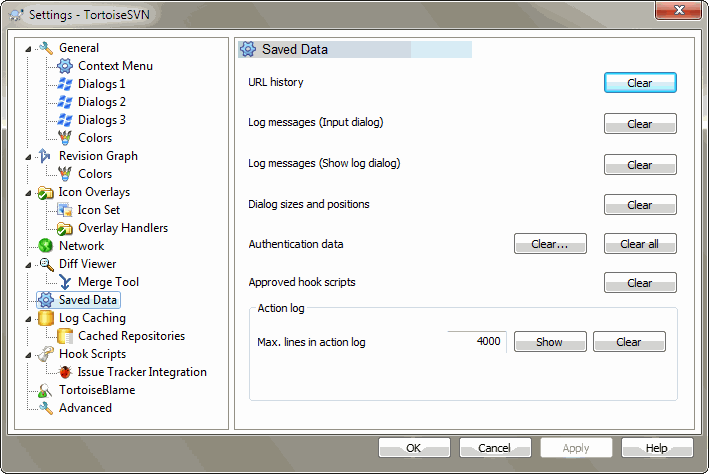 Settings - TortoiseSVN
General
Context Menu
Dialogs 1
Dialogs 2
Dialogs 3
Colors
Revision Graph
Colors
Icon Overlays
Icon Set
Overlay Handlers
Network
Diff Viewer
Merge Tool
Saved Data
Log Caching
Cached Repositories
Hook Scripts
Issue Tracker Integration
TortoiseBlame
Advanced
Saved Data
URL history Clear
Log messages (Input dialog) Clear
Log messages (Show log dialog) Clear
Dialog sizes and positions Clear
Authentication data Clear... Clear all
Approved hook scripts Clear
Action log
Max. lines in action log 4000 Show Clear
OK Cancel Apply Help